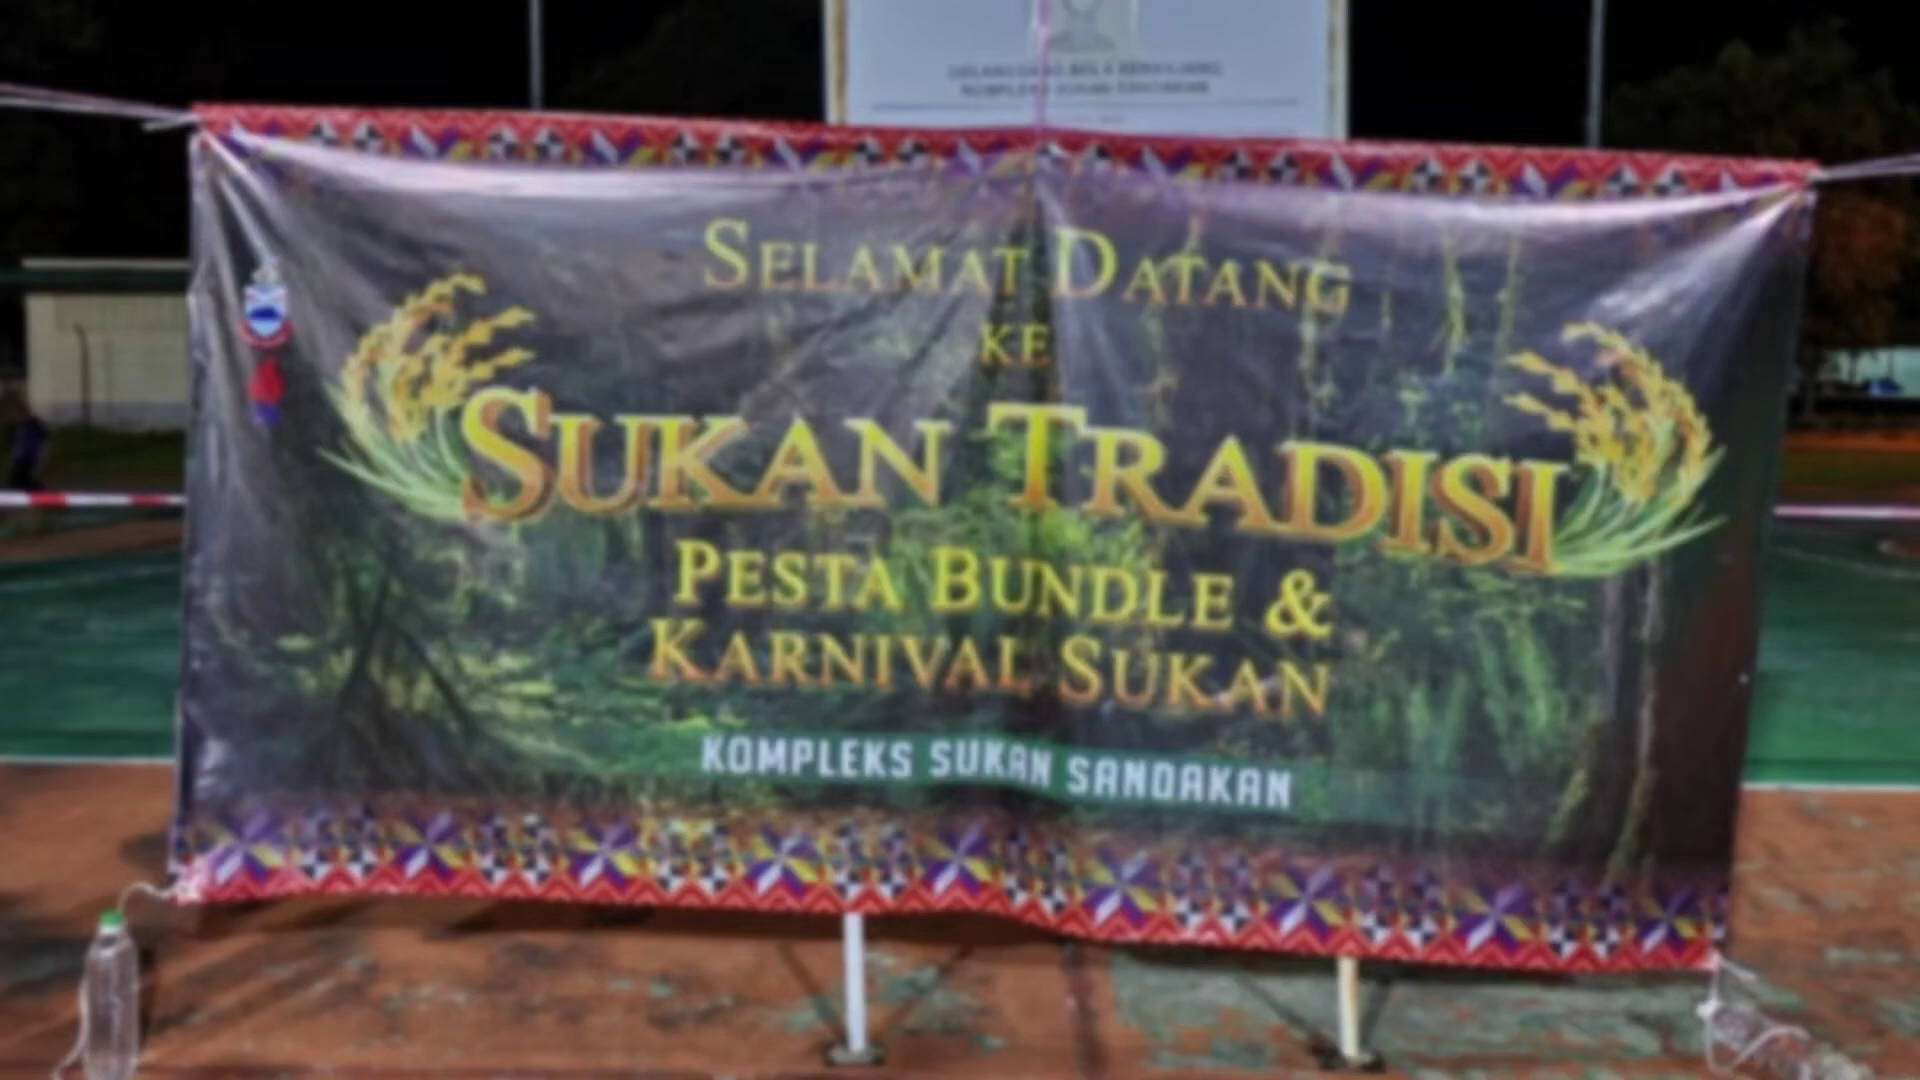 SELAMAT DATANG
KE
SUKAN TRADISI
PESTA BUNDLE &
KARNIVAL SUKAN
KOMPLEKS SUKAN SANDAKAN